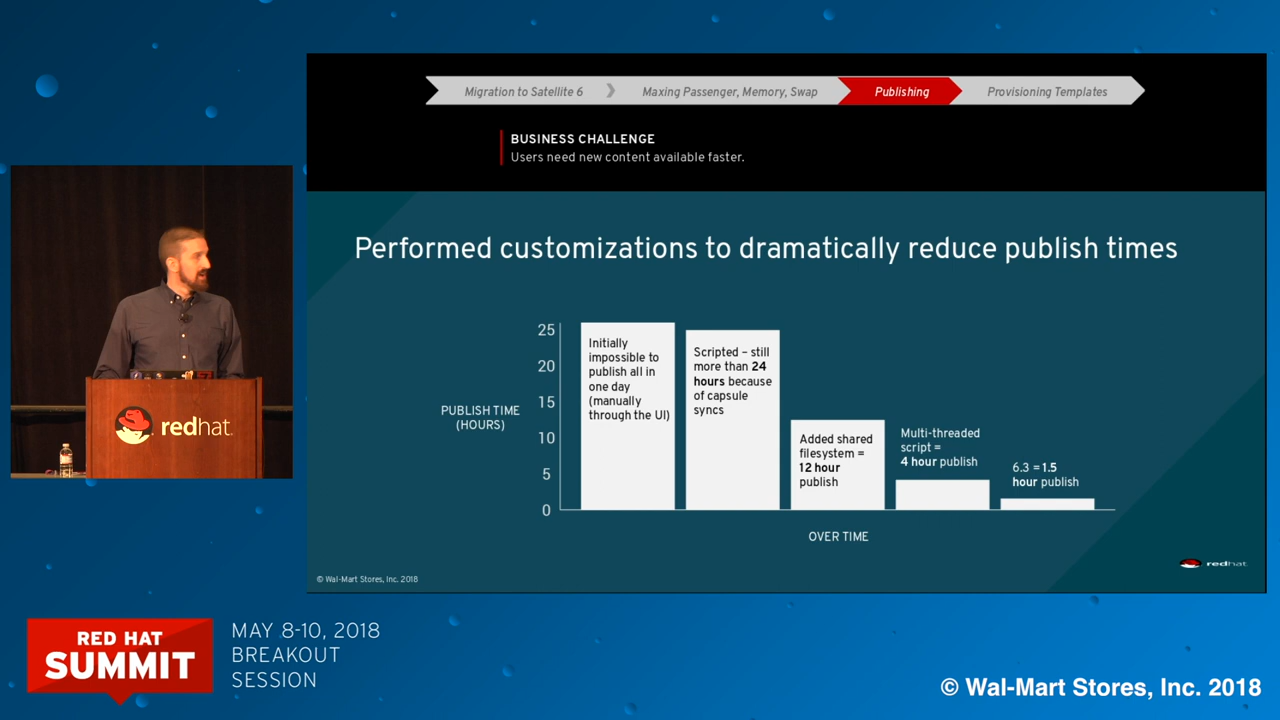 Migration to Satellite 6
Maxing Passenger, Memory, Swap
Publishing
Provisioning Templates
BUSINESS CHALLENGE
Users need new content available faster.
Performed customizations to dramatically reduce publish times
PUBLISH TIME
(HOURS)
25
20
15
10
5
0
Initially
impossible to
publish all in
one day
(manually
through the UI)
Scripted – still
more than 24
hours because
of capsule
syncs
Added shared
filesystem =
12 hour
publish
Multi-threaded
script =
4 hour publish
6.3 = 1.5
hour publish
OVER TIME
© Wal-Mart Stores, Inc. 2018
redhat.
redhat.
RED HAT
SUMMIT
MAY 8-10, 2018
BREAKOUT
SESSION
© Wal-Mart Stores, Inc. 2018